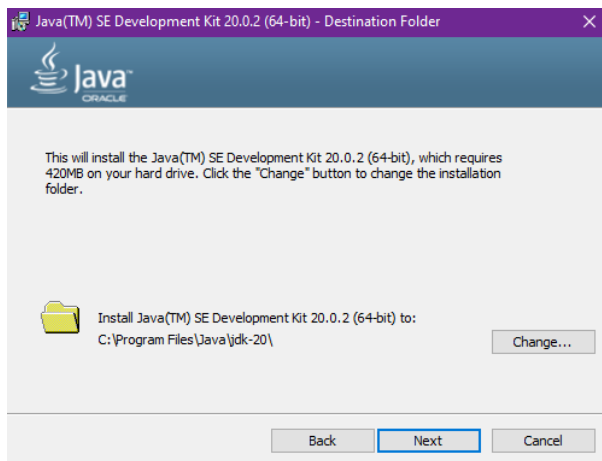 Java(TM) SE Development Kit 20.0.2 (64-bit) - Destination Folder
Java™
ORACLE
This will install the Java(TM) SE Development Kit 20.0.2 (64-bit), which requires
420MB on your hard drive. Click the "Change" button to change the installation
folder.
Install Java(TM) SE Development Kit 20.0.2 (64-bit) to:
C:\Program Files\Java\jdk-20\
Change...
Back
Next
Cancel